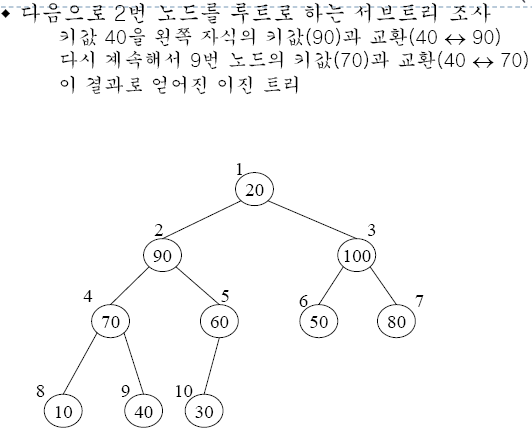 ◆ 다음으로 2번 노드를 루트로 하는 서브트리 조사
키값 40을 왼쪽 자식의 키값(90)과 교환(40 ↔ 90)
다시 계속해서 9번 노드의 키값(70)과 교환(40 ↔ 70)
이 결과로 얻어진 이진 트리
1
20
2 3
90 100
4 5 6 7
70 60 50 80
8 9 10
10 40 30